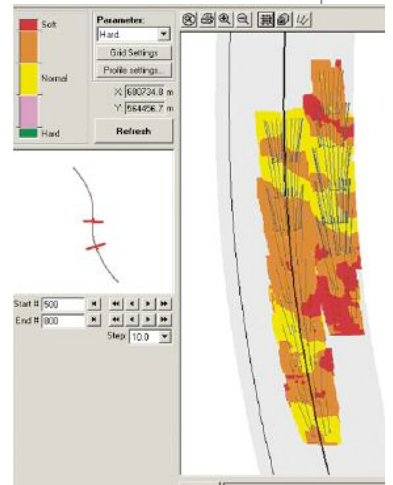 Soft
Normal
Hard
Parameter:
Hard
Grid Settings
Profile settings...
X: 680734.8 m
Y: 564496.7 m
Refresh
Start # 500
End # 800
Step: 10.0